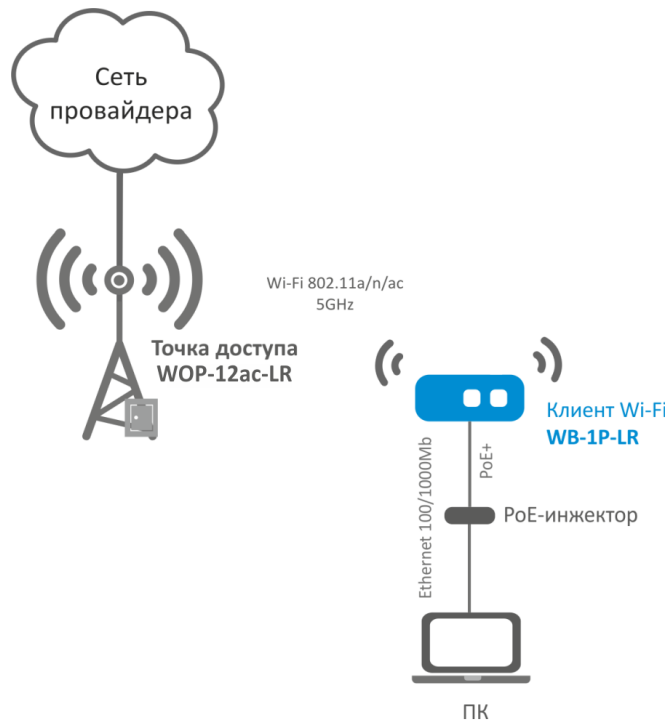 Сеть
провайдера
Wi-Fi 802.11a/n/ac
5GHz
Точка доступа
WOP-12ac-LR
Клиент Wi-Fi
WB-1P-LR
Ethernet 100/1000Mb
PoE+
PoE-инжектор
ПК